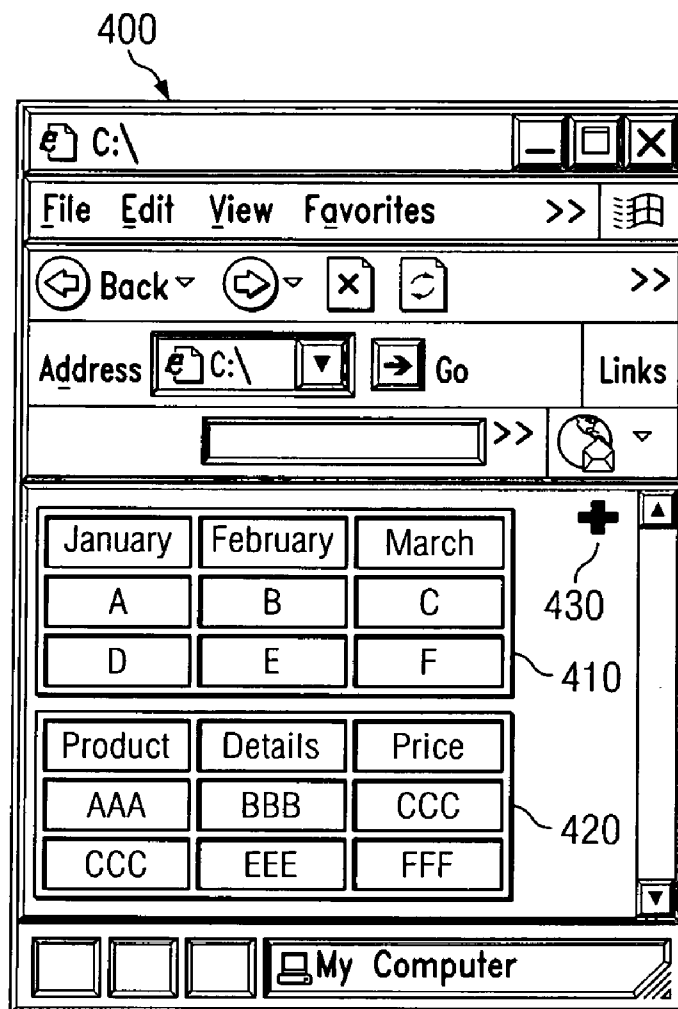 400
C:\
File Edit View Favorites >>
Back >>
Address C:\ Go Links
>>
January February March
A B C
430
D E F
410
Product Details Price
AAA BBB CCC
420
CCC EEE FFF
My Computer